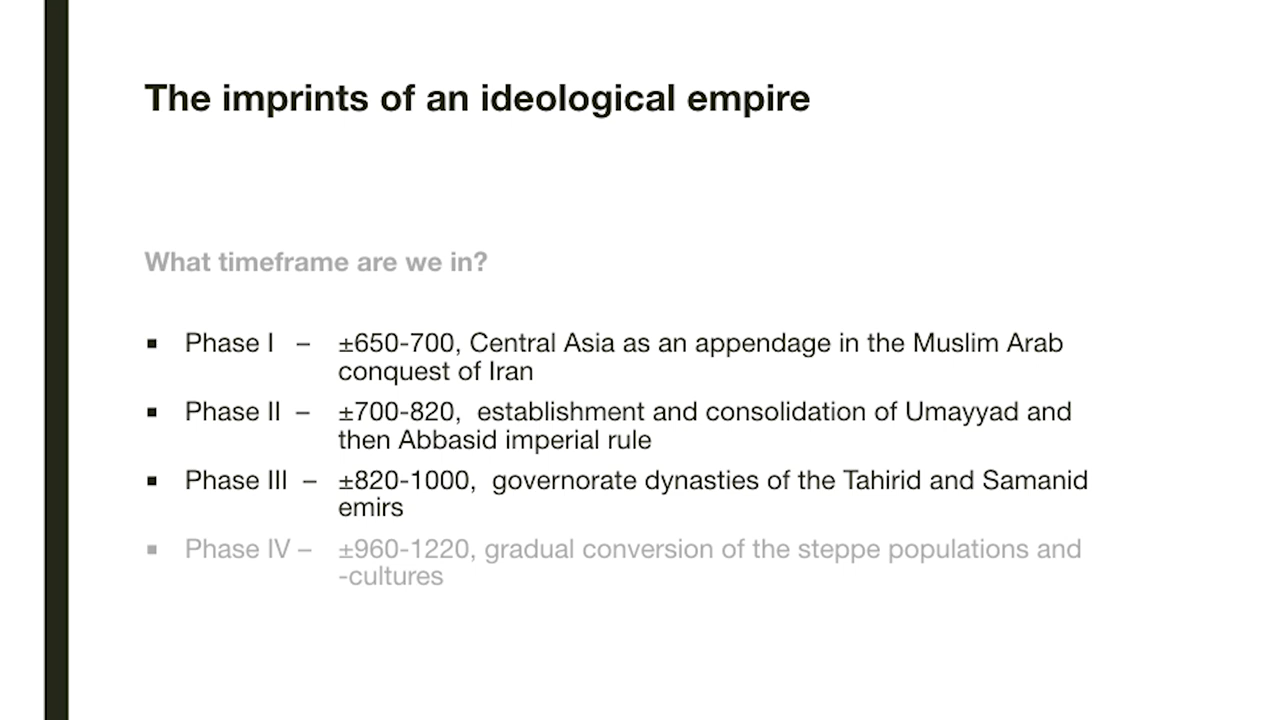 The imprints of an ideological empire
What timeframe are we in?
▪ Phase I – ±650-700, Central Asia as an appendage in the Muslim Arab
conquest of Iran
▪ Phase II – ±700-820, establishment and consolidation of Umayyad and
then Abbasid imperial rule
▪ Phase III – ±820-1000, governorate dynasties of the Tahirid and Samanid
emirs
▪ Phase IV – ±960-1220, gradual conversion of the steppe populations and
-cultures